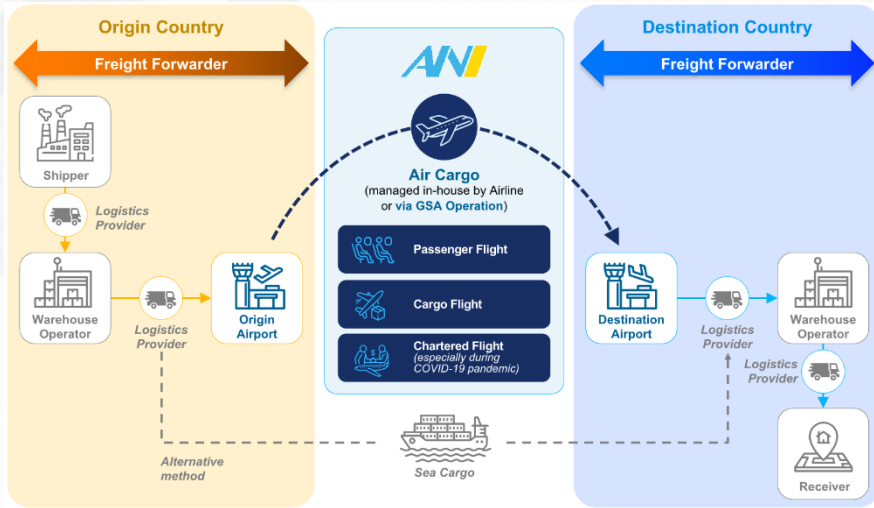 Origin Country
Freight Forwarder
Shipper
Logistics
Provider
Warehouse
Operator
Logistics
Provider
Origin
Airport
Alternative
method
ANI
Air Cargo
(managed in-house by Airline
or via GSA Operation)
Passenger Flight
Cargo Flight
Chartered Flight
(especially during
COVID-19 pandemic)
Sea Cargo
Destination Country
Freight Forwarder
Destination
Airport
Logistics
Provider
Warehouse
Operator
Logistics
Provider
Receiver